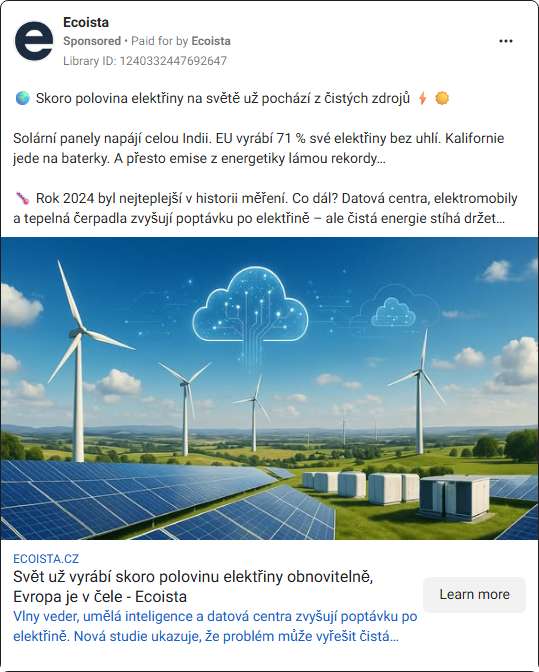 Ecoista
Sponsored • Paid for by Ecoista
Library ID: 1240332447692647
🌍 Skoro polovina elektřiny na světě už pochází z čistých zdrojů ⚡ ☀️
Solární panely napájí celou Indii. EU vyrábí 71 % své elektřiny bez uhlí. Kalifornie
jede na baterky. A přesto emise z energetiky lámou rekordy…
🌡️ Rok 2024 byl nejteplejší v historii měření. Co dál? Datová centra, elektromobily
a tepelná čerpadla zvyšují poptávku po elektřině – ale čistá energie stíhá držet…
ECOISTA.CZ
Svět už vyrábí skoro polovinu elektřiny obnovitelně,
Evropa je v čele - Ecoista
Learn more
Vlny veder, umělá inteligence a datová centra zvyšují poptávku po
elektřině. Nová studie ukazuje, že problém může vyřešit čistá…